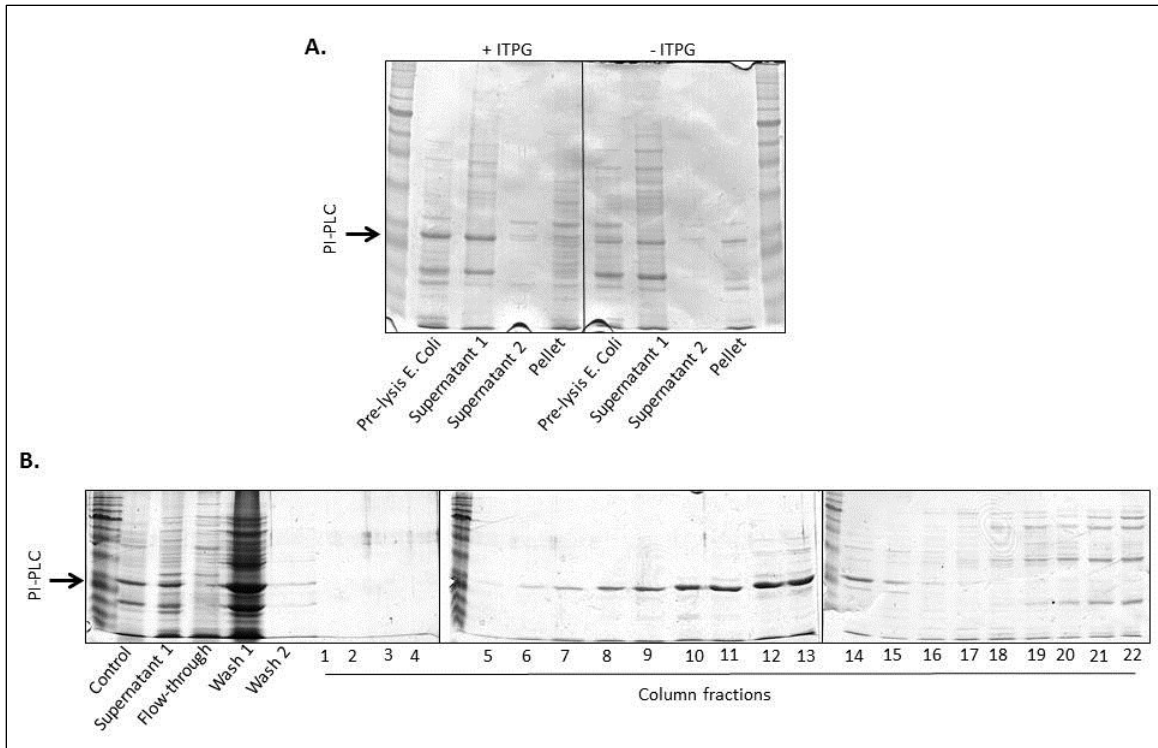 A.
+ ITPG
- ITPG
PI-PLC
Pre-lysis E. Coli
Supernatant 1
Supernatant 2
Pellet
Pre-lysis E. Coli
Supernatant 1
Supernatant 2
Pellet
B.
PI-PLC
Control
Supernatant 1
Flow-through
Wash 1
Wash 2
1 2 3 4 5 6 7 8 9 10 11 12 13 14 15 16 17 18 19 20 21 22
Column fractions